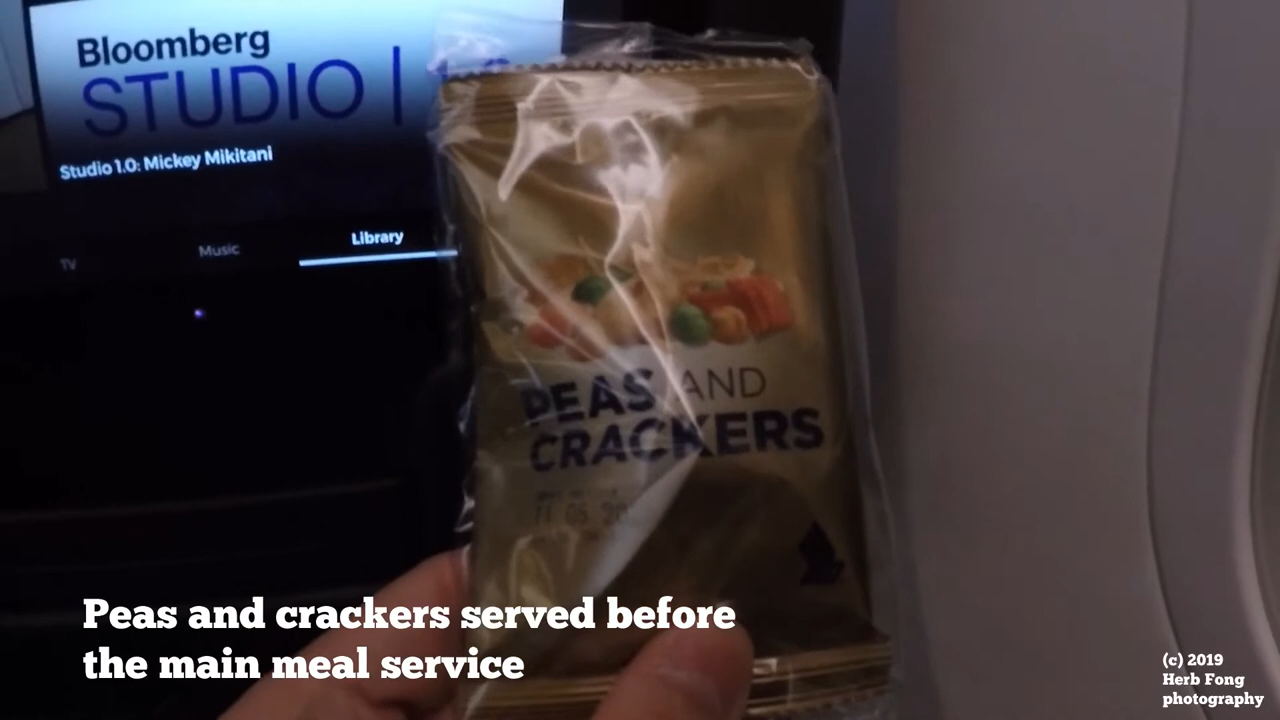 Bloomberg
STUDIO |
Studio 1.0: Mickey Mikitani
TV
Music
Library
PEAS AND
CRACKERS
Peas and crackers served before
the main meal service
(c) 2019
Herb Fong
photography